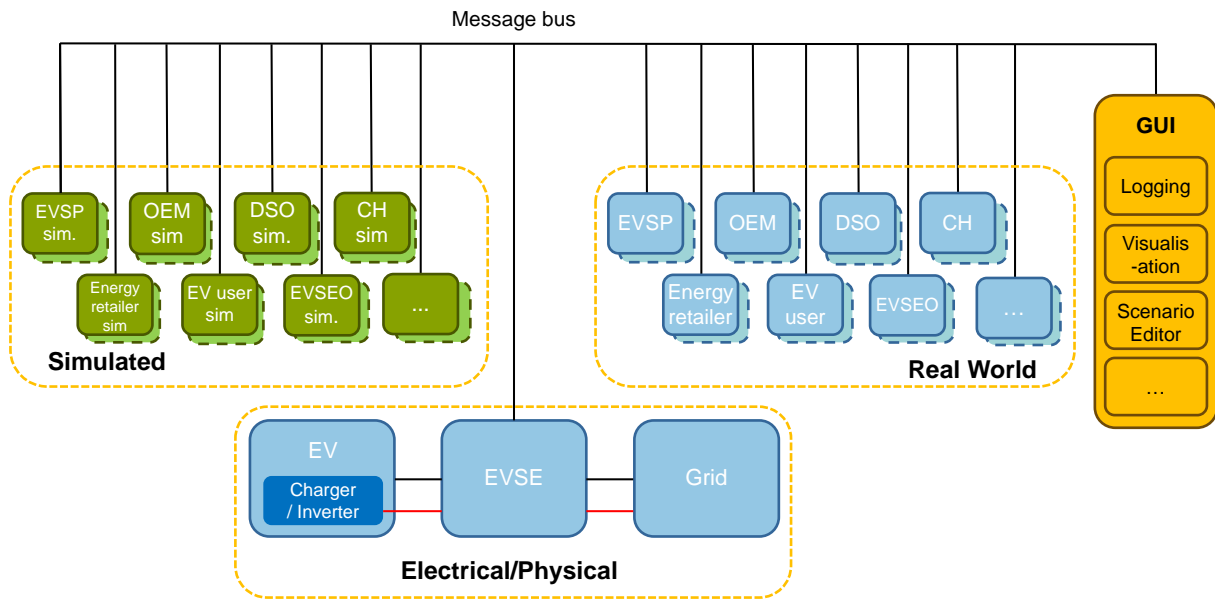 Message bus
EVSP
sim.
OEM
sim
DSO
sim.
CH
sim
Energy
retailer
sim
EV user
sim
EVSEO
sim.
...
Simulated
EVSP
OEM
DSO
CH
Energy
retailer
EV
user
EVSEO
…
Real World
GUI
Logging
Visualis
-ation
Scenario
Editor
…
EV
Charger
/ Inverter
EVSE
Grid
Electrical/Physical